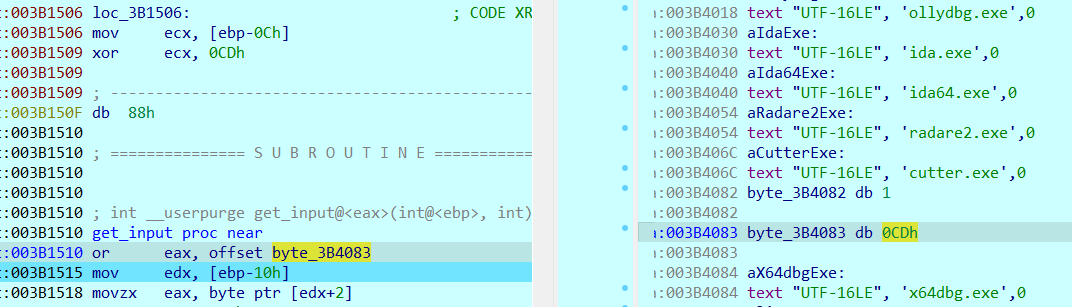 :003B1506 loc_3B1506: ; CODE XR
:003B1506 mov ecx, [ebp-0Ch]
:003B1509 xor ecx, 0CDh
:003B1509
:003B1509 ; ------------------------------------------------
:003B150F db 88h
:003B1510
:003B1510 ; =============== S U B R O U T I N E ============
:003B1510
:003B1510
:003B1510 ; int __userpurge get_input@<eax>(int@<ebp>, int)
:003B1510 get_input proc near
:003B1510 or eax, offset byte_3B4083
:003B1515 mov edx, [ebp-10h]
:003B1518 movzx eax, byte ptr [edx+2]
:003B4018 text "UTF-16LE", 'ollydbg.exe',0
:003B4030 aIdaExe:
:003B4030 text "UTF-16LE", 'ida.exe',0
:003B4040 aIda64Exe:
:003B4040 text "UTF-16LE", 'ida64.exe',0
:003B4054 aRadare2Exe:
:003B4054 text "UTF-16LE", 'radare2.exe',0
:003B406C aCutterExe:
:003B406C text "UTF-16LE", 'cutter.exe',0
:003B4082 byte_3B4082 db 1
:003B4082
:003B4083 byte_3B4083 db 0CDh
:003B4083
:003B4084 aX64dbgExe:
:003B4084 text "UTF-16LE", 'x64dbg.exe',0